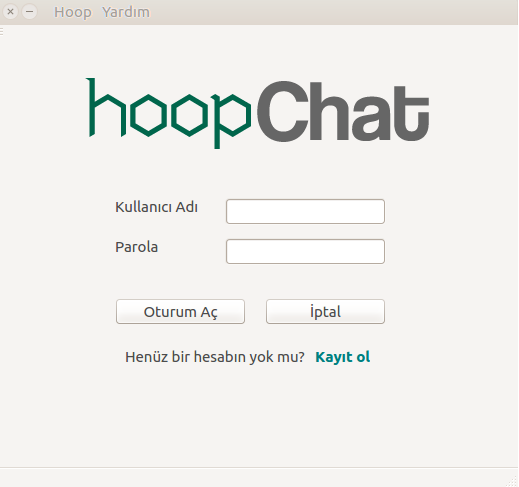 Hoop Yardım
hoopChat
Kullanıcı Adı
Parola
Oturum Aç İptal
Henüz bir hesabın yok mu? Kayıt ol